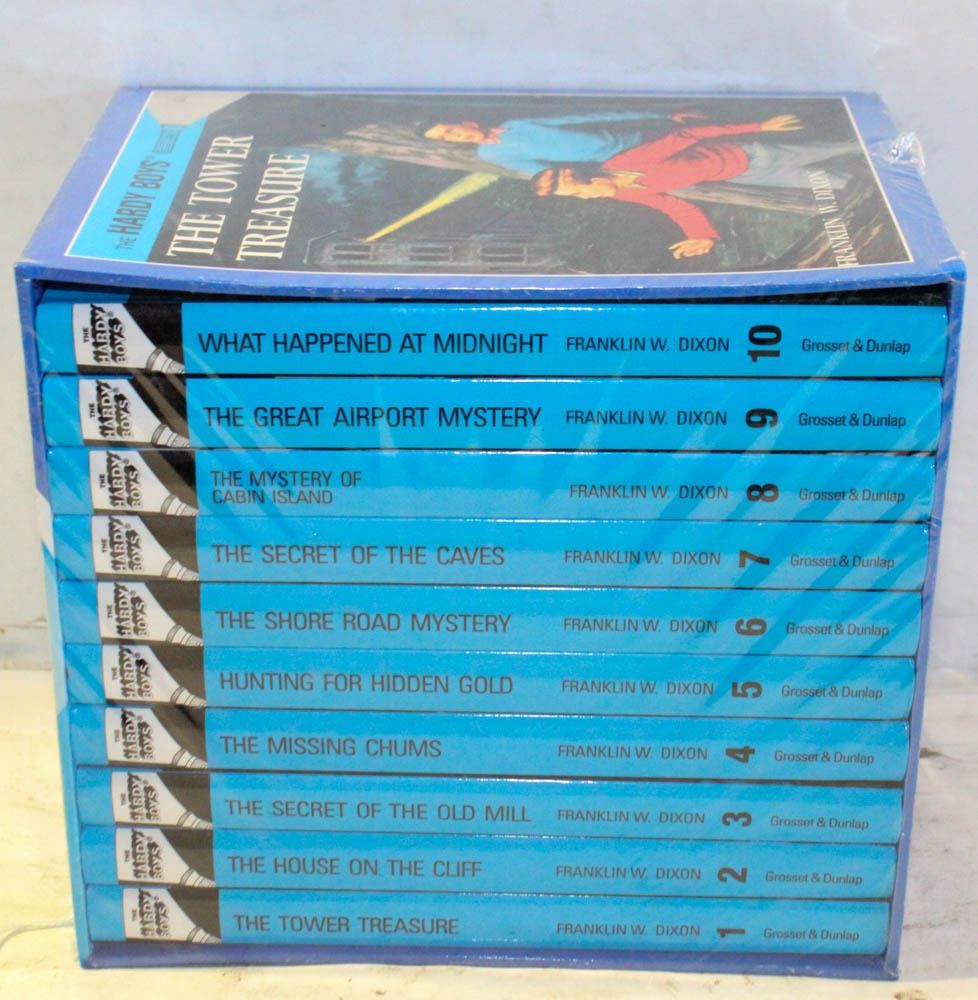 THE HARDY BOYS®
THE TOWER
TREASURE
FRANKLIN W. DIXON
THE HARDY BOYS® WHAT HAPPENED AT MIDNIGHT FRANKLIN W. DIXON 10 Grosset & Dunlap
THE HARDY BOYS® THE GREAT AIRPORT MYSTERY FRANKLIN W. DIXON 9 Grosset & Dunlap
THE HARDY BOYS® THE MYSTERY OF
CABIN ISLAND FRANKLIN W. DIXON 8 Grosset & Dunlap
THE HARDY BOYS® THE SECRET OF THE CAVES FRANKLIN W. DIXON 7 Grosset & Dunlap
THE HARDY BOYS® THE SHORE ROAD MYSTERY FRANKLIN W. DIXON 6 Grosset & Dunlap
THE HARDY BOYS® HUNTING FOR HIDDEN GOLD FRANKLIN W. DIXON 5 Grosset & Dunlap
THE HARDY BOYS® THE MISSING CHUMS FRANKLIN W. DIXON 4 Grosset & Dunlap
THE HARDY BOYS® THE SECRET OF THE OLD MILL FRANKLIN W. DIXON 3 Grosset & Dunlap
THE HARDY BOYS® THE HOUSE ON THE CLIFF FRANKLIN W. DIXON 2 Grosset & Dunlap
THE HARDY BOYS® THE TOWER TREASURE FRANKLIN W. DIXON 1 Grosset & Dunlap